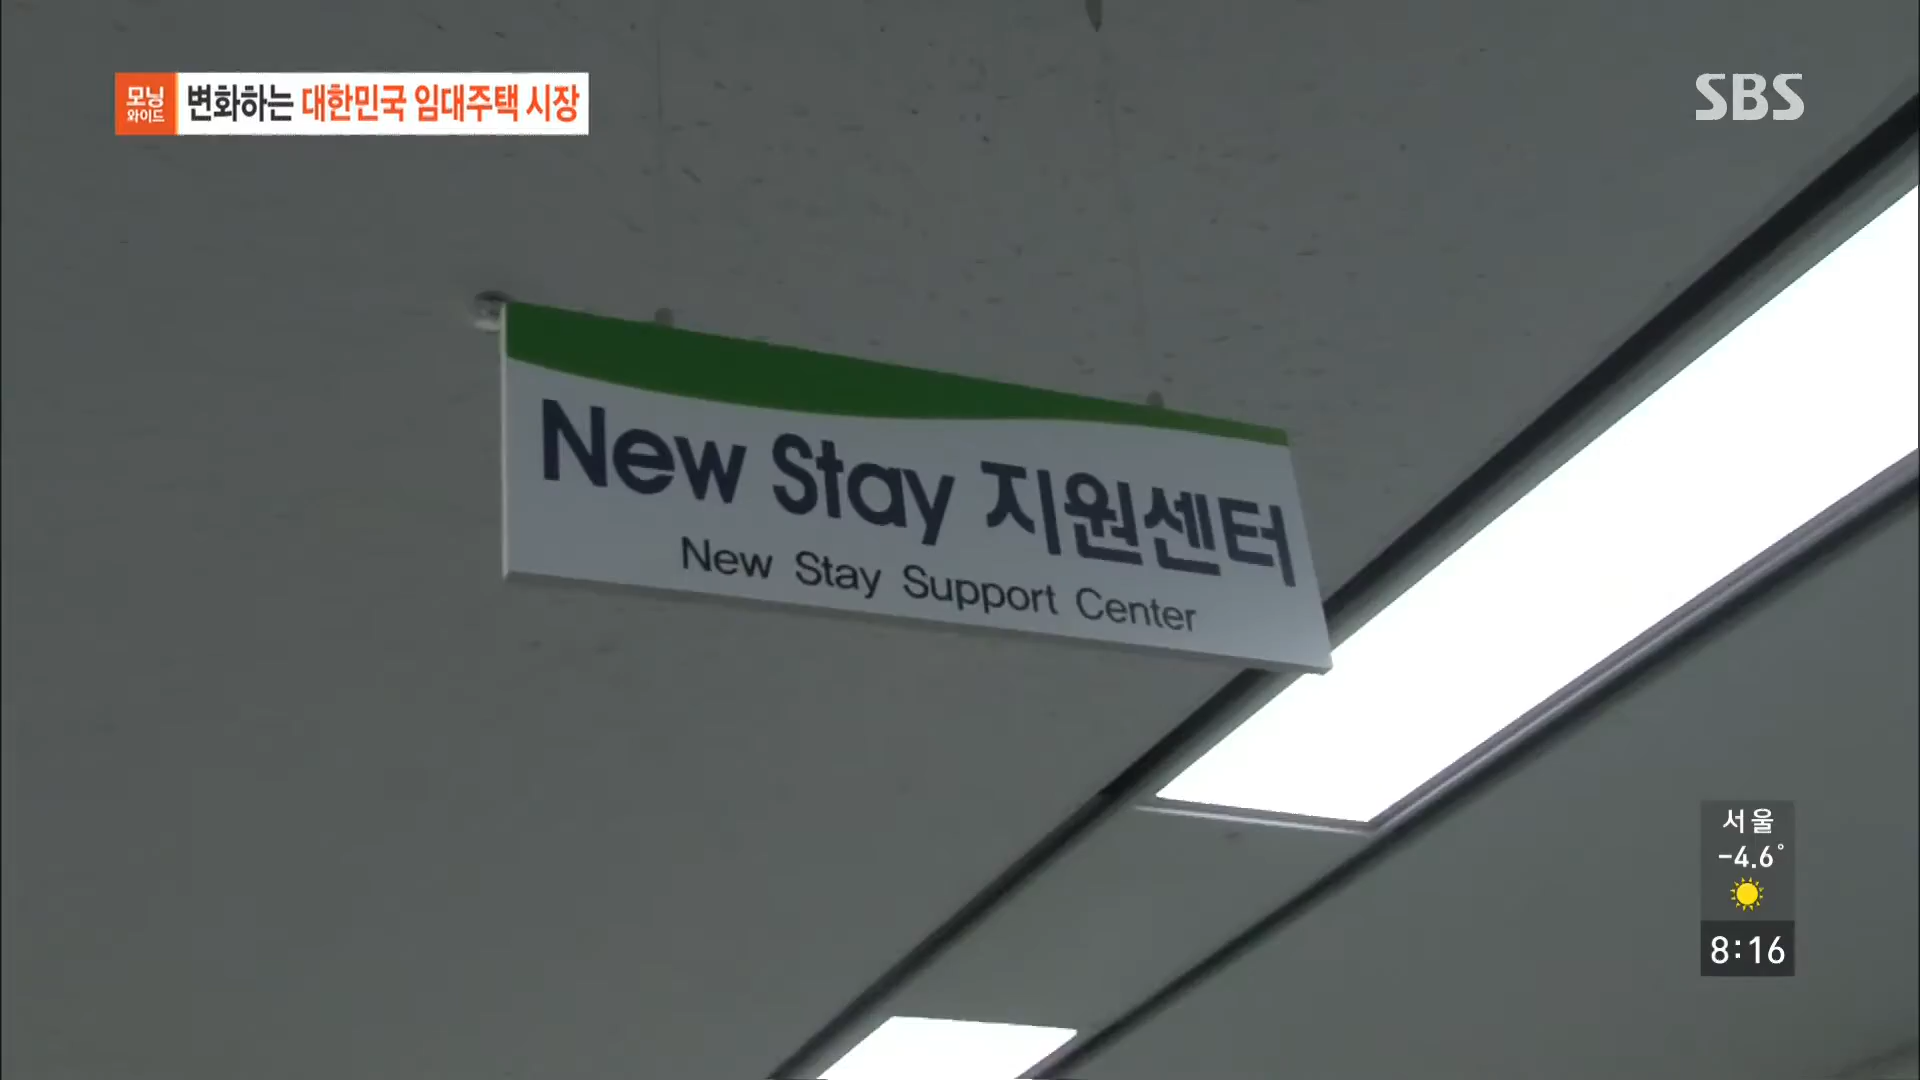 모닝
와이드
변화하는 대한민국 임대주택 시장
SBS
New Stay 지원센터
New Stay Support Center
서울
-4.6°
8:16